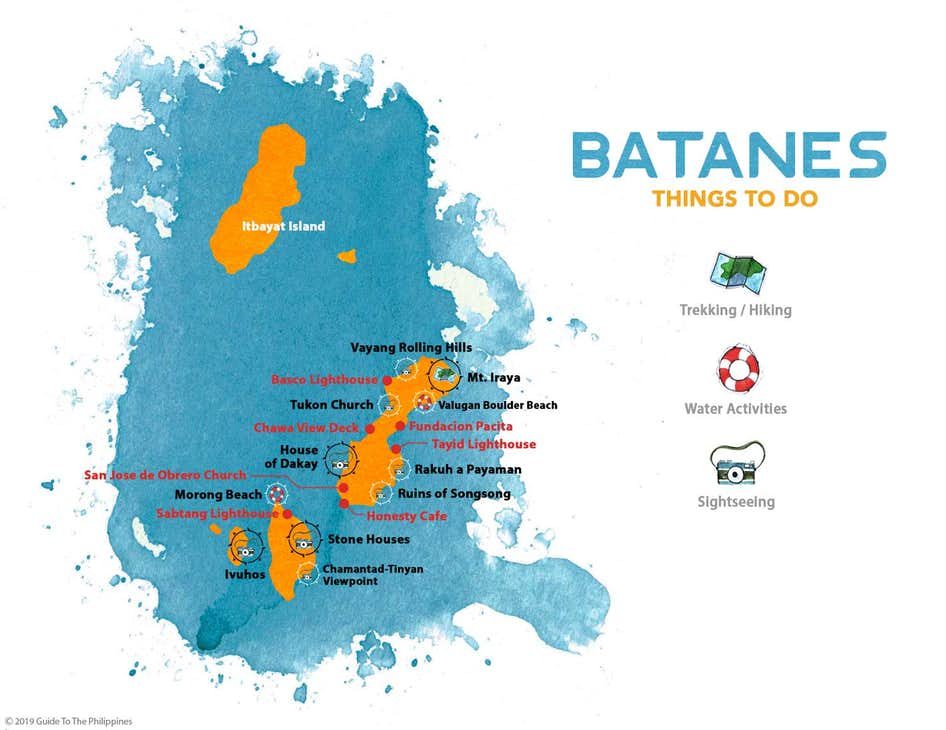 BATANES
THINGS TO DO
Trekking / Hiking
Water Activities
Sightseeing
Itbayat Island
Vayang Rolling Hills
Basco Lighthouse
Mt. Iraya
Tukon Church
Valugan Boulder Beach
Chawa View Deck
Fundacion Pacita
Tayid Lighthouse
House
of Dakay
Rakuh a Payaman
San Jose de Obrero Church
Morong Beach
Ruins of Songsong
Sabtang Lighthouse
Honesty Cafe
Stone Houses
Ivuhos
Chamantad-Tinyan
Viewpoint
© 2019 Guide To The Philippines